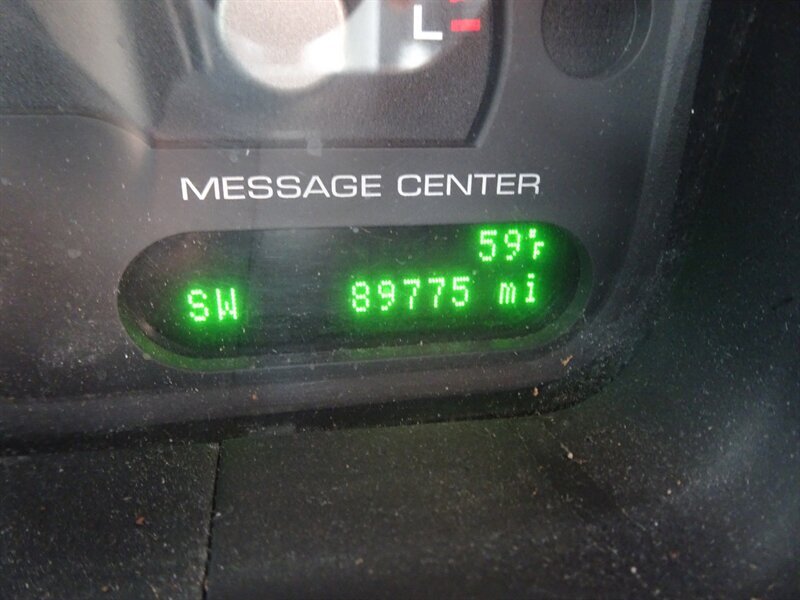 L
MESSAGE CENTER
59°F
SW 89775 mi